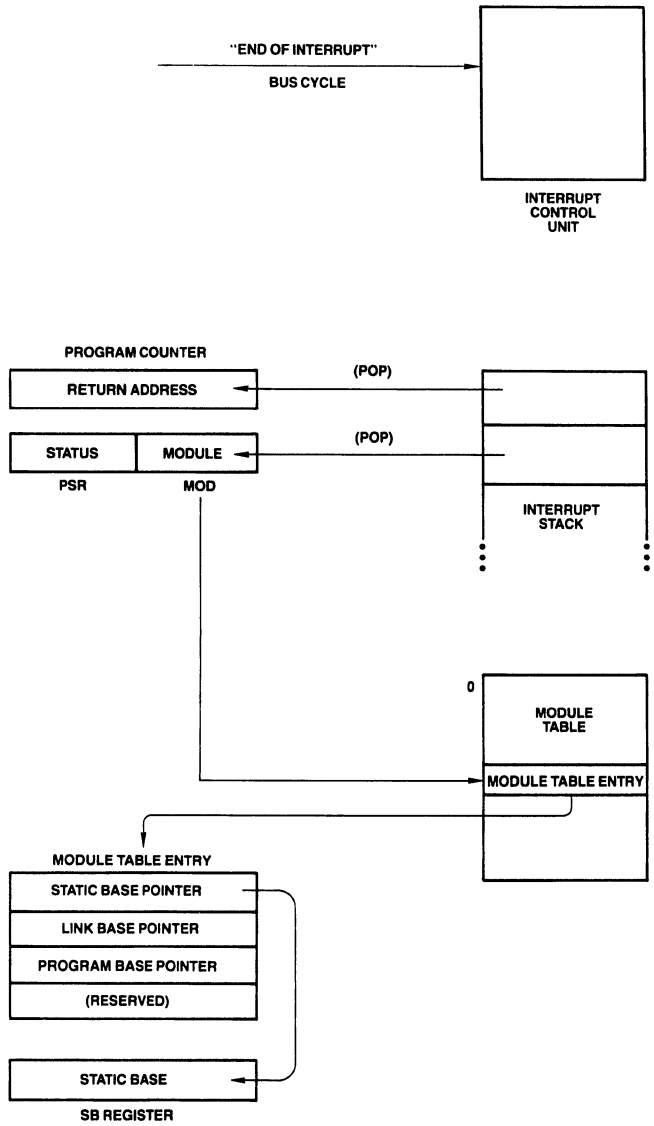 "END OF INTERRUPT"
BUS CYCLE
INTERRUPT
CONTROL
UNIT
PROGRAM COUNTER
RETURN ADDRESS
(POP)
STATUS
MODULE
(POP)
PSR
MOD
INTERRUPT
STACK
0
MODULE
TABLE
MODULE TABLE ENTRY
MODULE TABLE ENTRY
STATIC BASE POINTER
LINK BASE POINTER
PROGRAM BASE POINTER
(RESERVED)
STATIC BASE
SB REGISTER